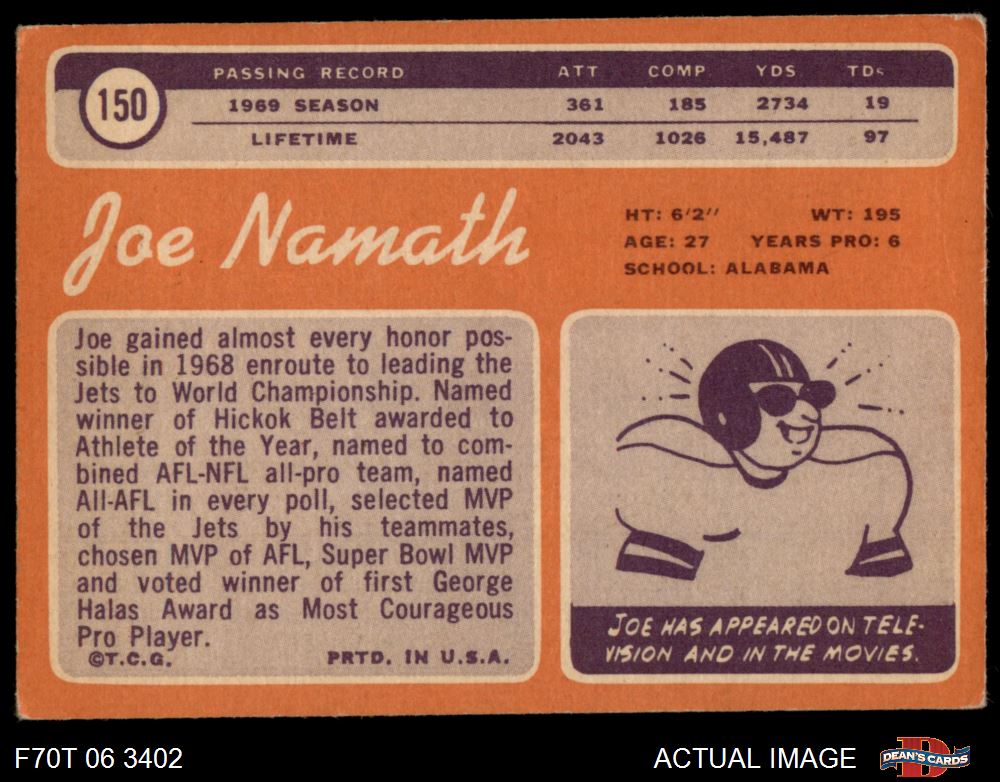 150
PASSING RECORD ATT COMP YDS TDs
1969 SEASON 361 185 2734 19
LIFETIME 2043 1026 15,487 97
Joe Namath
HT: 6'2" WT: 195
AGE: 27 YEARS PRO: 6
SCHOOL: ALABAMA
Joe gained almost every honor pos-
sible in 1968 enroute to leading the
Jets to World Championship. Named
winner of Hickok Belt awarded to
Athlete of the Year, named to com-
bined AFL-NFL all-pro team, named
All-AFL in every poll, selected MVP
of the Jets by his teammates,
chosen MVP of AFL, Super Bowl MVP
and voted winner of first George
Halas Award as Most Courageous
Pro Player.
©T.C.G. PRTD. IN U.S.A.
JOE HAS APPEARED ON TELE-
VISION AND IN THE MOVIES.
F70T 06 3402
ACTUAL IMAGE
D
DEAN'S CARDS